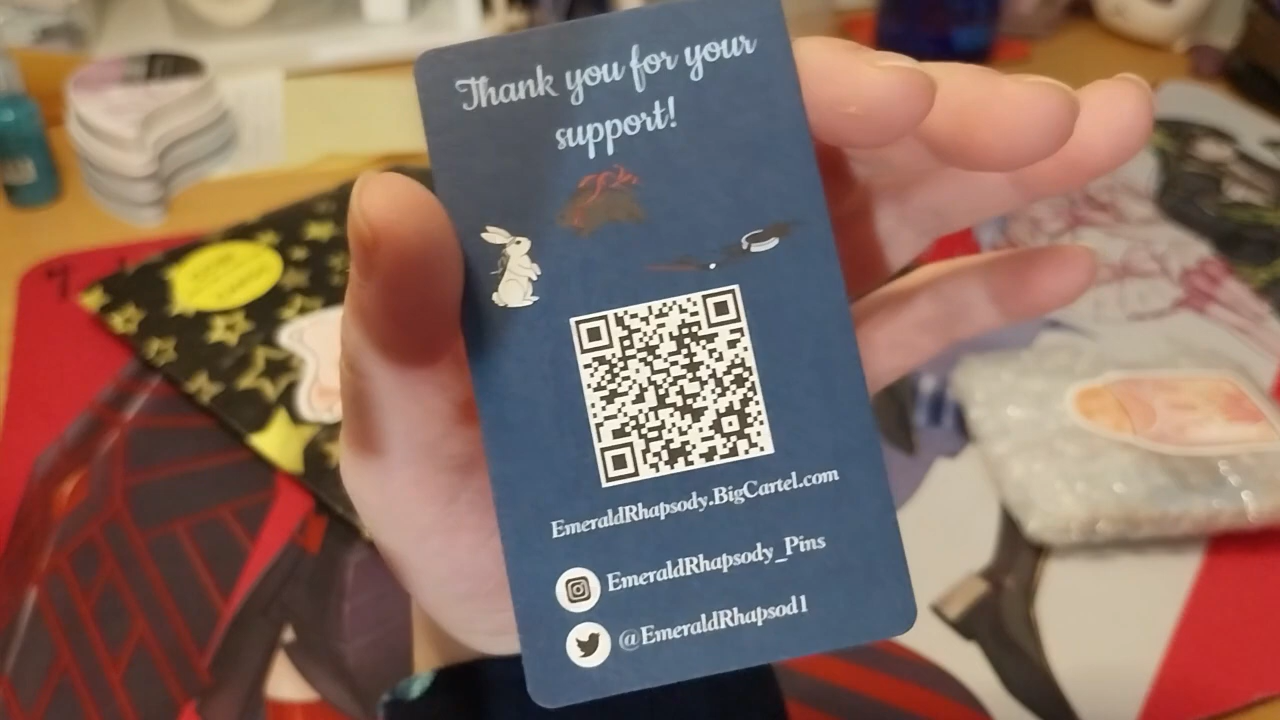 Thank you for your
support!
EmeraldRhapsody.BigCartel.com
EmeraldRhapsody_Pins
@EmeraldRhapsod1